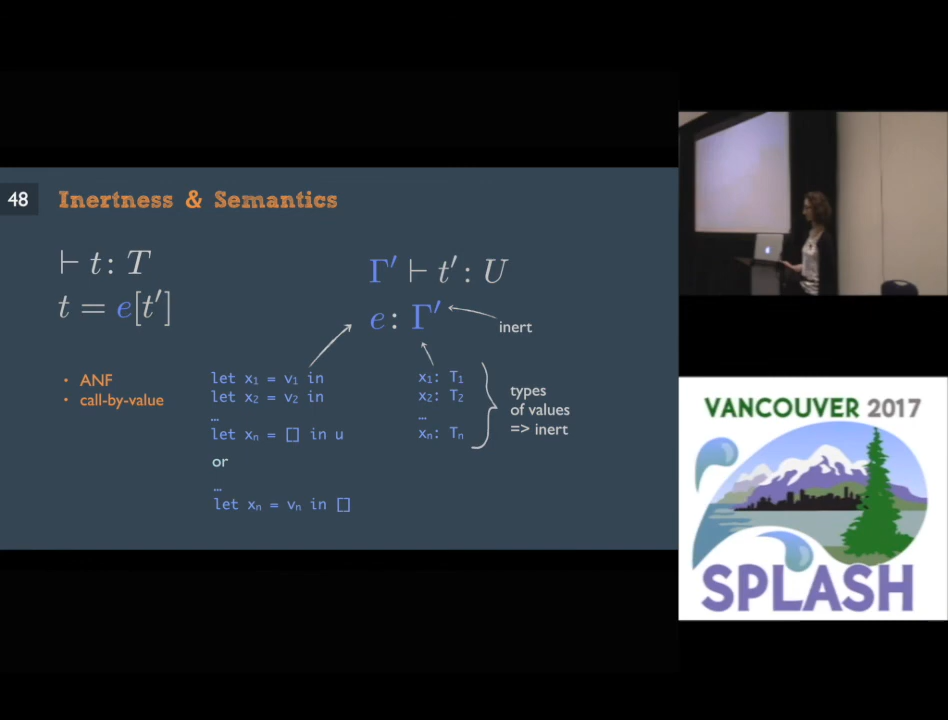 48 Inertness & Semantics
⊢ t : T
t = e[t′]
Γ′ ⊢ t′ : U
e : Γ′
inert
• ANF
• call-by-value
let x₁ = v₁ in
let x₂ = v₂ in
…
let xₙ = [] in u
or
…
let xₙ = vₙ in []
x₁: T₁
x₂: T₂
…
xₙ: Tₙ
types
of values
=> inert
VANCOUVER 2017
SPLASH